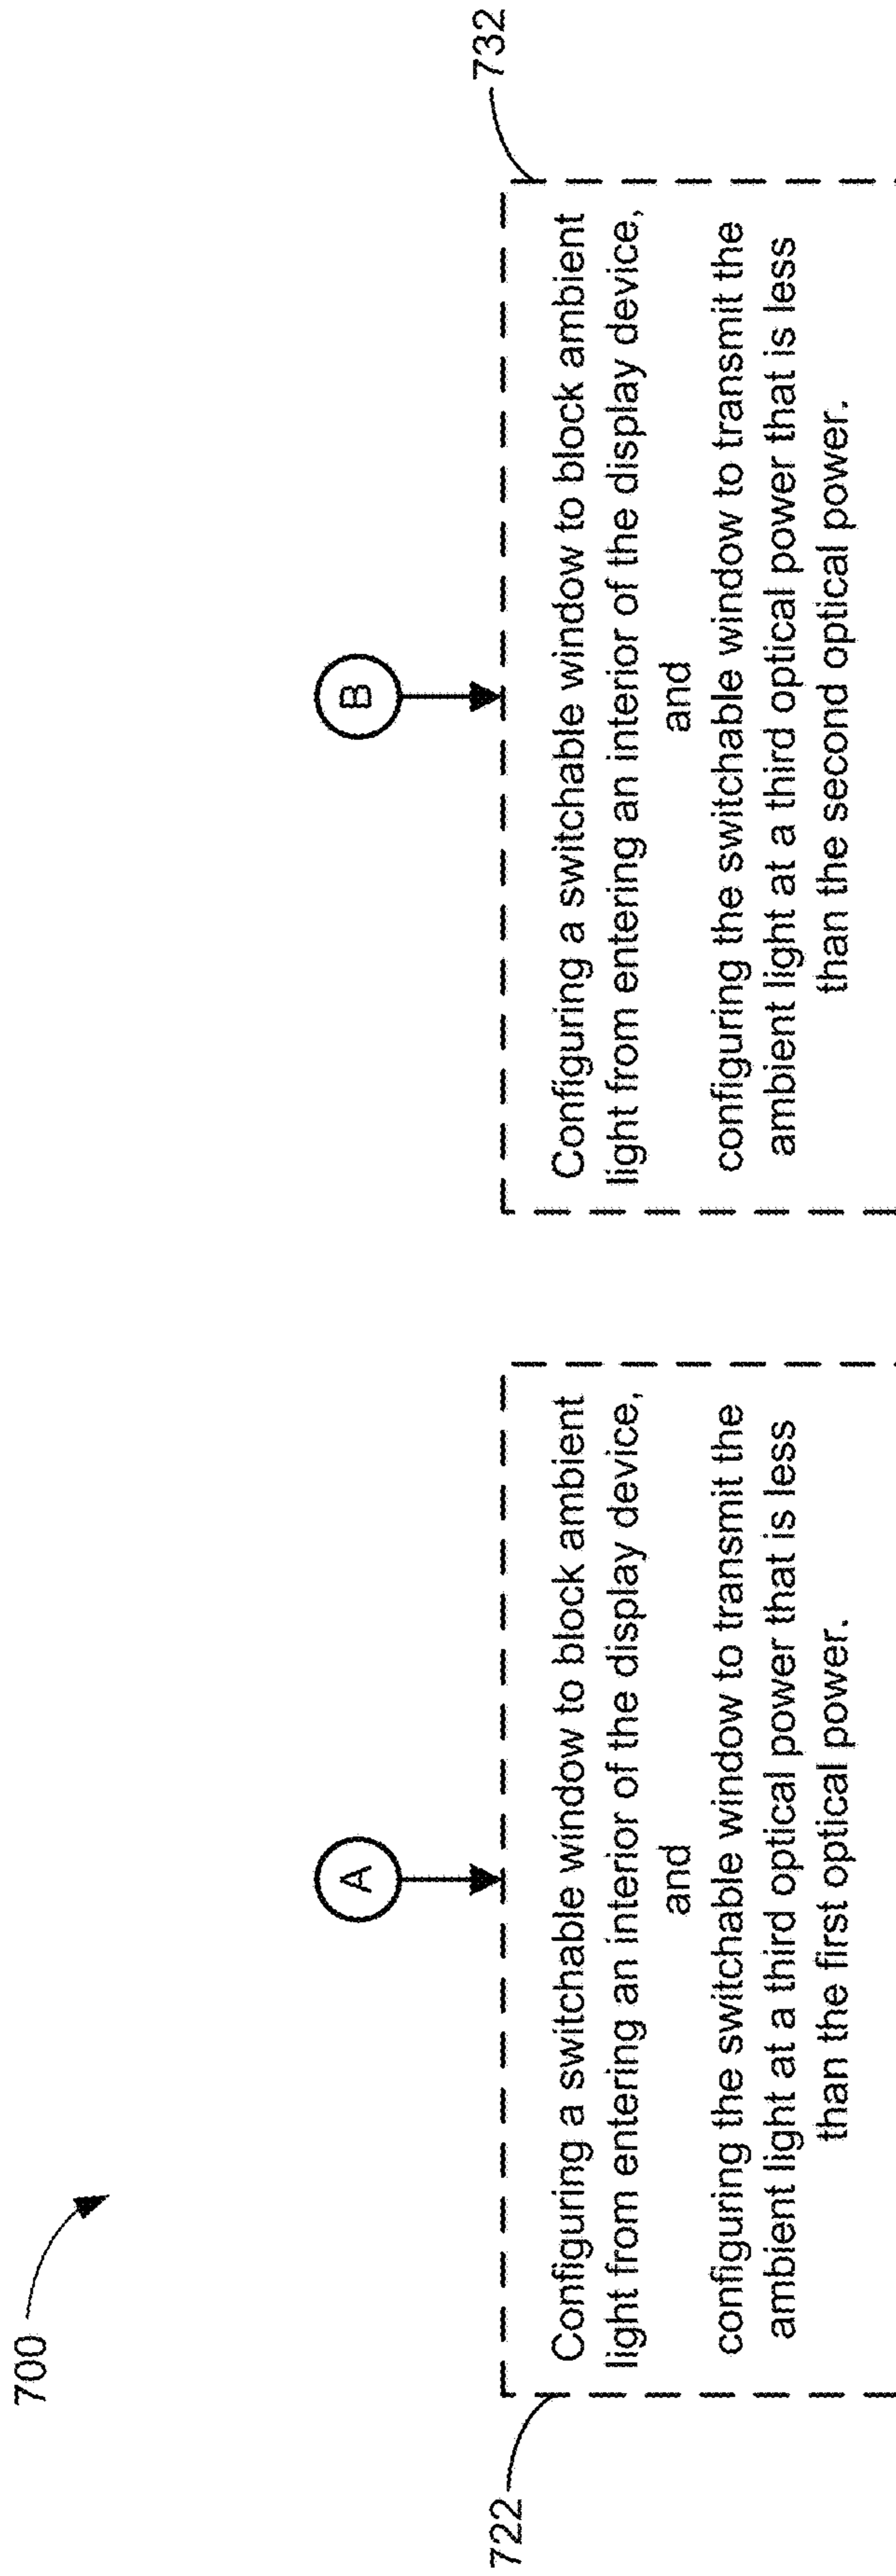 700
A
722
Configuring a switchable window to block ambient
light from entering an interior of the display device,
and
configuring the switchable window to transmit the
ambient light at a third optical power that is less
than the first optical power.
B
732
Configuring a switchable window to block ambient
light from entering an interior of the display device,
and
configuring the switchable window to transmit the
ambient light at a third optical power that is less
than the second optical power.